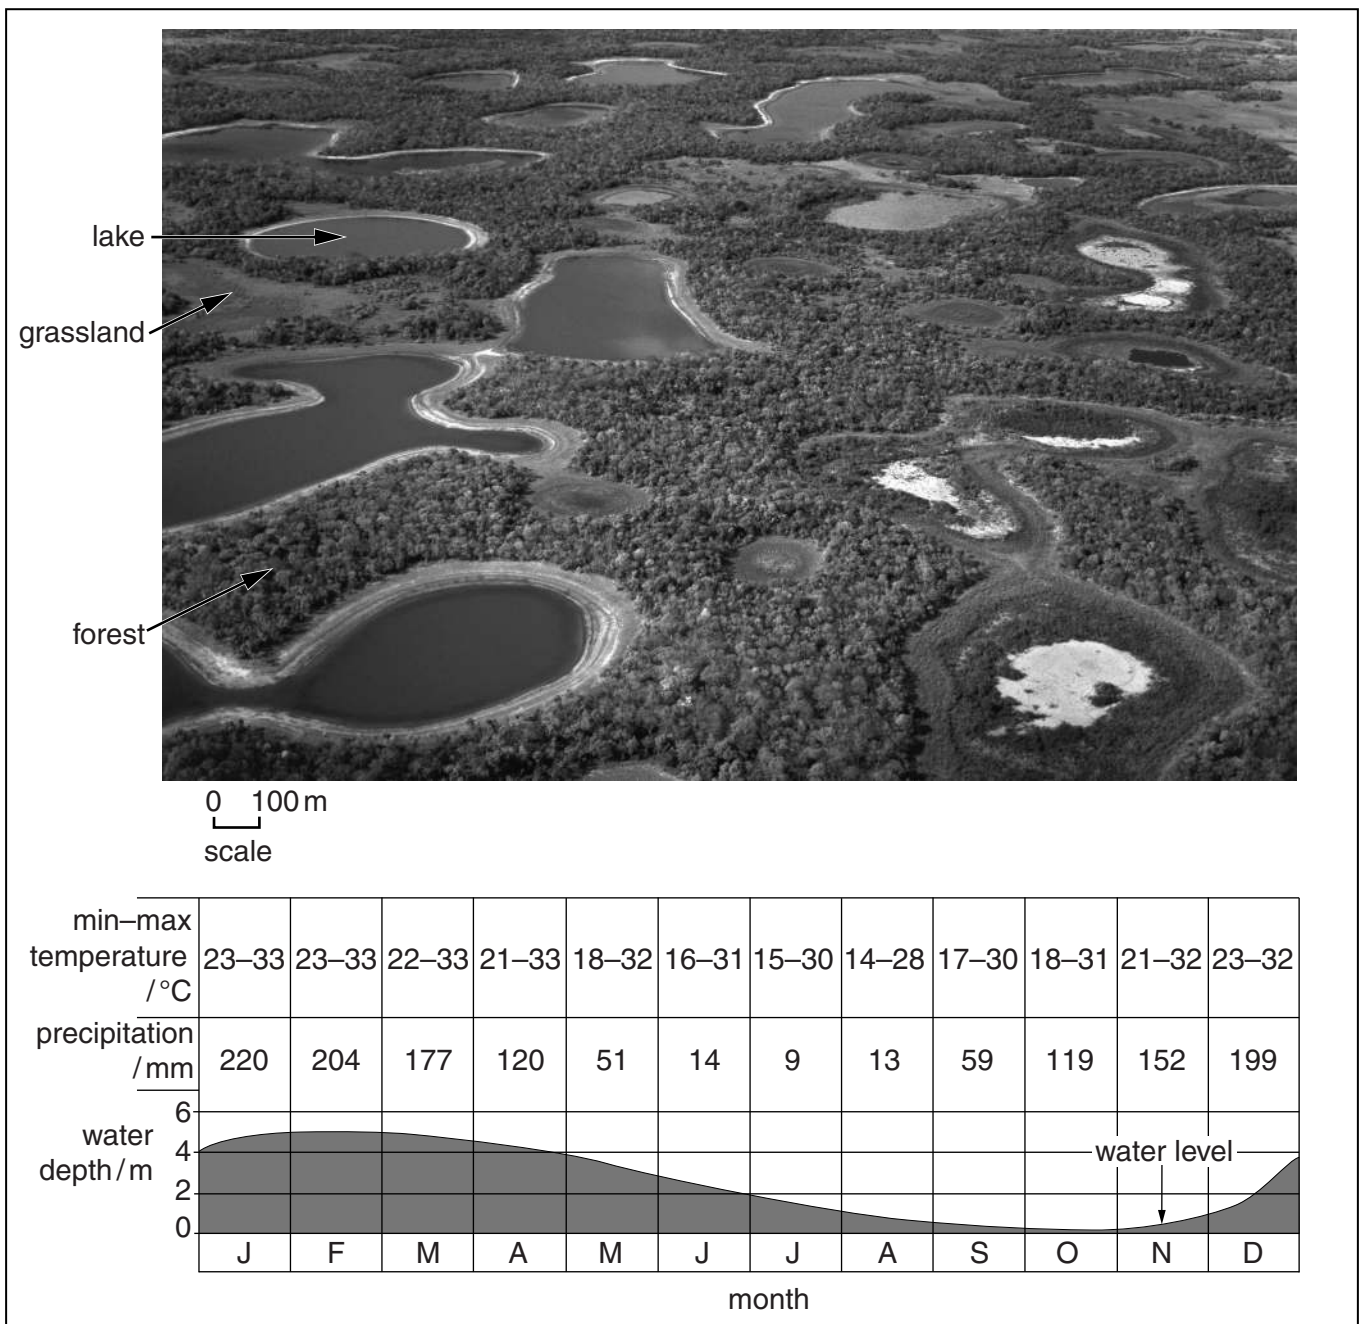 lake
grassland
forest
0 100 m
scale
min–max
temperature
/ °C
23–33 23–33 22–33 21–33 18–32 16–31 15–30 14–28 17–30 18–31 21–32 23–32
precipitation
/ mm
220 204 177 120 51 14 9 13 59 119 152 199
water
depth / m
6
4
2
0
water level
J F M A M J J A S O N D
month